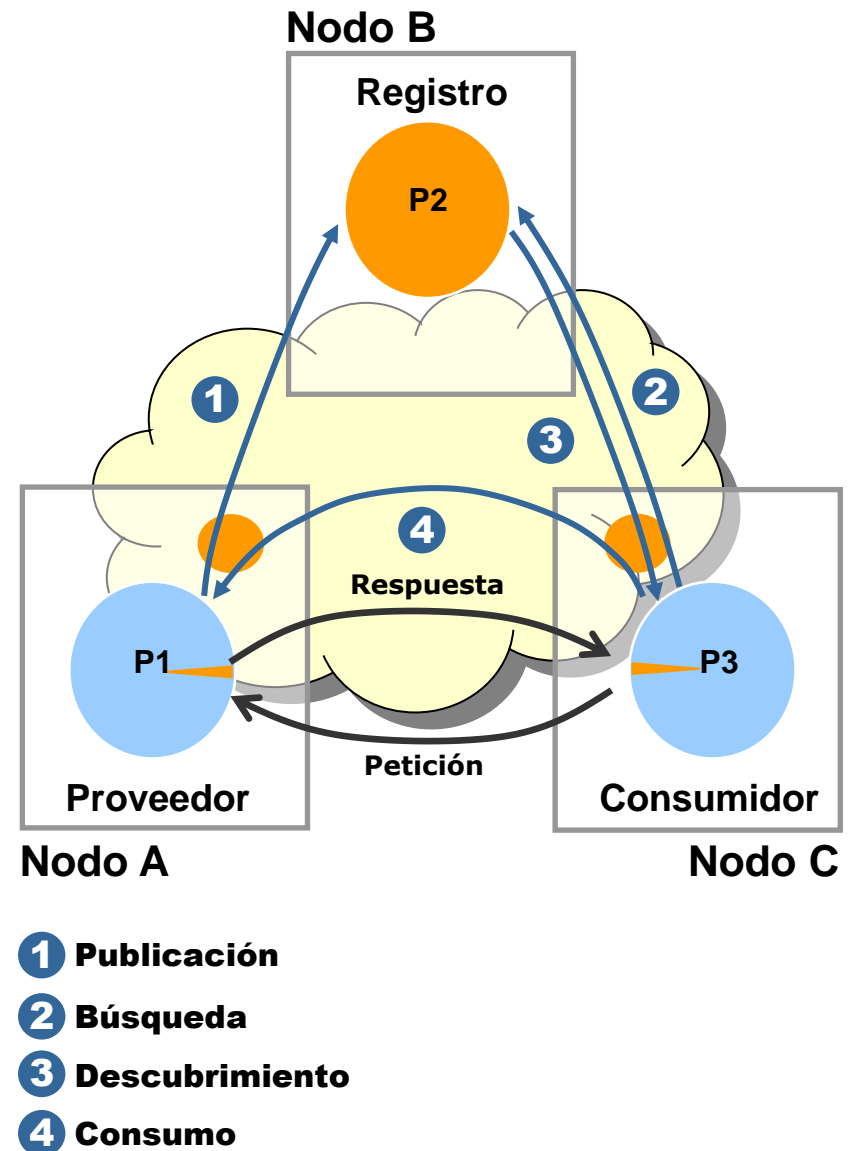 Nodo B
Registro
P2
1
2
3
4
Respuesta
P1
P3
Petición
Proveedor
Consumidor
Nodo A
Nodo C
1 Publicación
2 Búsqueda
3 Descubrimiento
4 Consumo